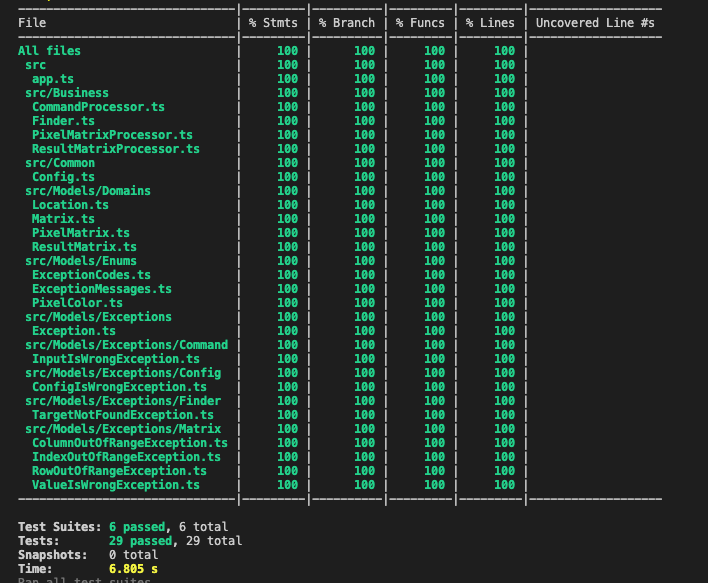 File | % Stmts | % Branch | % Funcs | % Lines | Uncovered Line #s
All files | 100 | 100 | 100 | 100 |
src | 100 | 100 | 100 | 100 |
app.ts | 100 | 100 | 100 | 100 |
src/Business | 100 | 100 | 100 | 100 |
CommandProcessor.ts | 100 | 100 | 100 | 100 |
Finder.ts | 100 | 100 | 100 | 100 |
PixelMatrixProcessor.ts | 100 | 100 | 100 | 100 |
ResultMatrixProcessor.ts | 100 | 100 | 100 | 100 |
src/Common | 100 | 100 | 100 | 100 |
Config.ts | 100 | 100 | 100 | 100 |
src/Models/Domains | 100 | 100 | 100 | 100 |
Location.ts | 100 | 100 | 100 | 100 |
Matrix.ts | 100 | 100 | 100 | 100 |
PixelMatrix.ts | 100 | 100 | 100 | 100 |
ResultMatrix.ts | 100 | 100 | 100 | 100 |
src/Models/Enums | 100 | 100 | 100 | 100 |
ExceptionCodes.ts | 100 | 100 | 100 | 100 |
ExceptionMessages.ts | 100 | 100 | 100 | 100 |
PixelColor.ts | 100 | 100 | 100 | 100 |
src/Models/Exceptions | 100 | 100 | 100 | 100 |
Exception.ts | 100 | 100 | 100 | 100 |
src/Models/Exceptions/Command | 100 | 100 | 100 | 100 |
InputIsWrongException.ts | 100 | 100 | 100 | 100 |
src/Models/Exceptions/Config | 100 | 100 | 100 | 100 |
ConfigIsWrongException.ts | 100 | 100 | 100 | 100 |
src/Models/Exceptions/Finder | 100 | 100 | 100 | 100 |
TargetNotFoundException.ts | 100 | 100 | 100 | 100 |
src/Models/Exceptions/Matrix | 100 | 100 | 100 | 100 |
ColumnOutOfRangeException.ts | 100 | 100 | 100 | 100 |
IndexOutOfRangeException.ts | 100 | 100 | 100 | 100 |
RowOutOfRangeException.ts | 100 | 100 | 100 | 100 |
ValueIsWrongException.ts | 100 | 100 | 100 | 100 |
Test Suites: 6 passed, 6 total
Tests: 29 passed, 29 total
Snapshots: 0 total
Time: 6.805 s
Ran all test suites